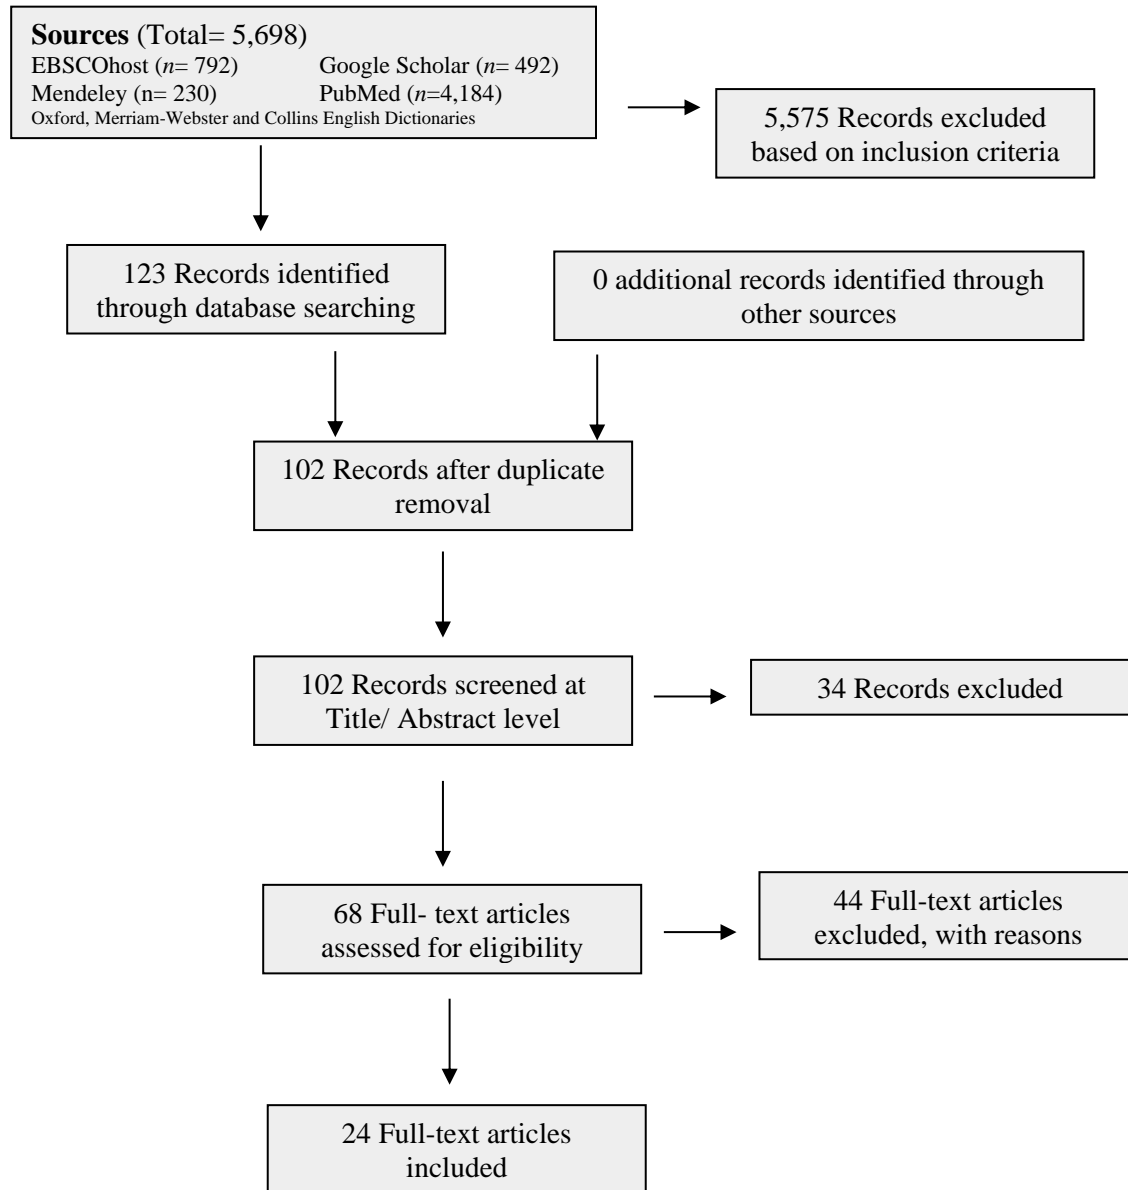 Sources (Total= 5,698)
EBSCOhost (n= 792) Google Scholar (n= 492)
Mendeley (n= 230) PubMed (n=4,184)
Oxford, Merriam-Webster and Collins English Dictionaries
5,575 Records excluded
based on inclusion criteria
123 Records identified
through database searching
0 additional records identified through
other sources
102 Records after duplicate
removal
102 Records screened at
Title/ Abstract level
34 Records excluded
68 Full- text articles
assessed for eligibility
44 Full-text articles
excluded, with reasons
24 Full-text articles
included